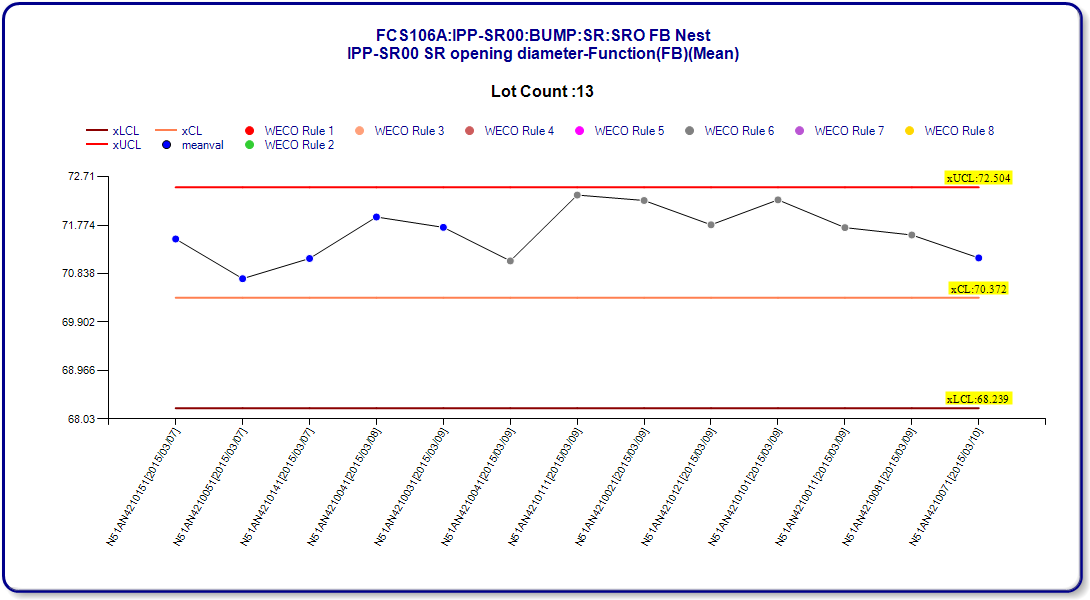 FCS106A:IPP-SR00:BUMP:SR:SRO FB Nest
IPP-SR00 SR opening diameter-Function(FB)(Mean)
Lot Count :13
xLCL xCL WECO Rule 1 WECO Rule 3 WECO Rule 4 WECO Rule 5 WECO Rule 6 WECO Rule 7 WECO Rule 8
xUCL meanval WECO Rule 2
72.71
xUCL:72.504
71.774
70.838
xCL:70.372
69.902
68.966
xLCL:68.239
68.03
N51AN4210151[2015/03/07]
N51AN4210051[2015/03/07]
N51AN4210141[2015/03/07]
N51AN4210041[2015/03/08]
N51AN4210031[2015/03/09]
N51AN4210041[2015/03/09]
N51AN4210111[2015/03/09]
N51AN4210021[2015/03/09]
N51AN4210121[2015/03/09]
N51AN4210101[2015/03/09]
N51AN4210011[2015/03/09]
N51AN4210081[2015/03/09]
N51AN4210071[2015/03/10]